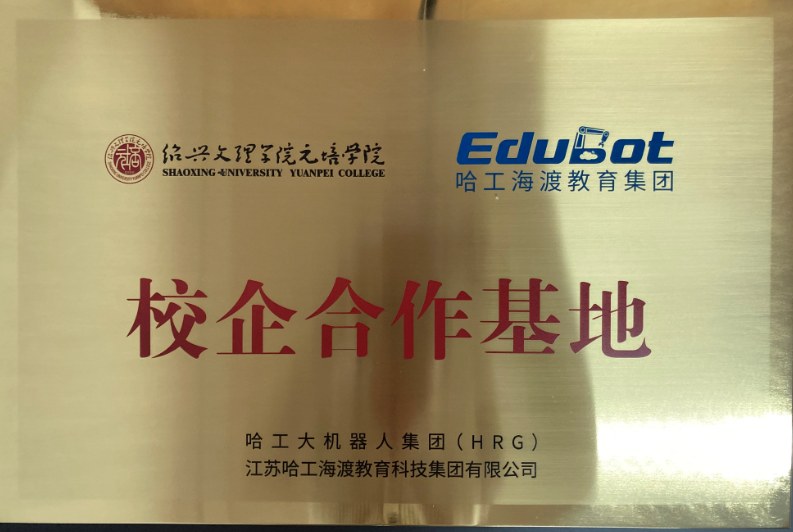 绍兴文理学院元培学院
SHAOXING UNIVERSITY YUANPEI COLLEGE
EduBot
哈工海渡教育集团
校企合作基地
哈工大机器人集团(HRG)
江苏哈工海渡教育科技集团有限公司